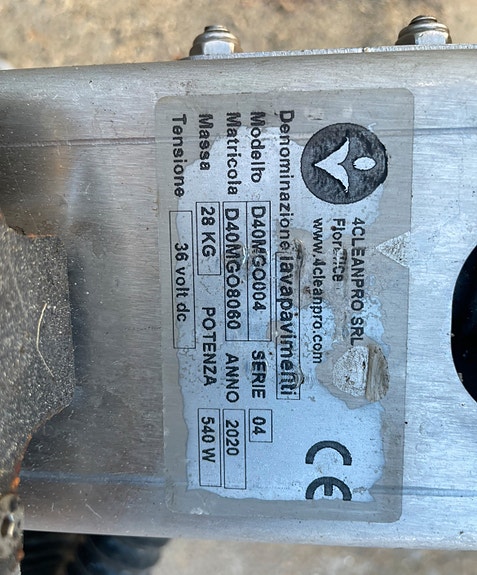 4CLEANPRO SRL
Florence
www.4cleanpro.com
Denominazione lavapavimenti
Modello D40MGO004 SERIE 04
Matricola D40MGO8060 ANNO 2020
Massa 28 KG POTENZA 540 W
Tensione 36 volt dc
CE